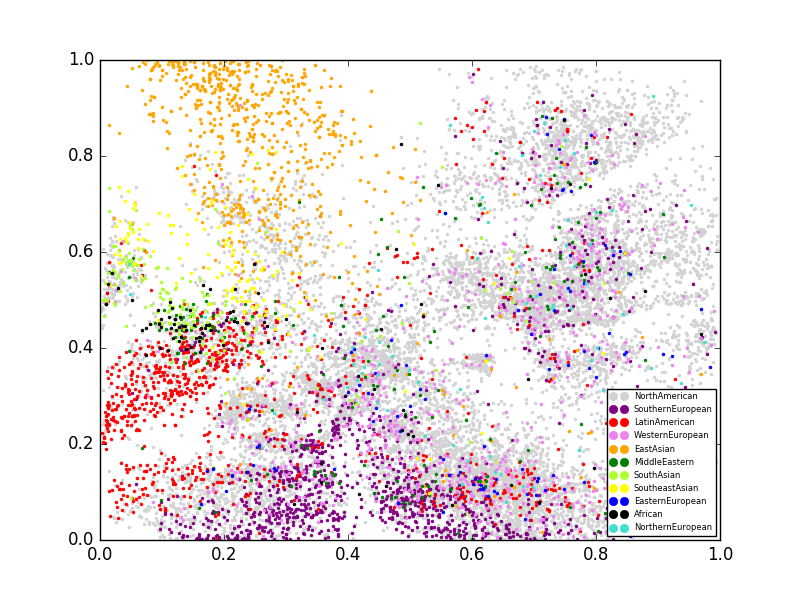 1.0
0.8
0.6
0.4
0.2
0.0
0.0 0.2 0.4 0.6 0.8 1.0
NorthAmerican
SouthernEuropean
LatinAmerican
WesternEuropean
EastAsian
MiddleEastern
SouthAsian
SoutheastAsian
EasternEuropean
African
NorthernEuropean